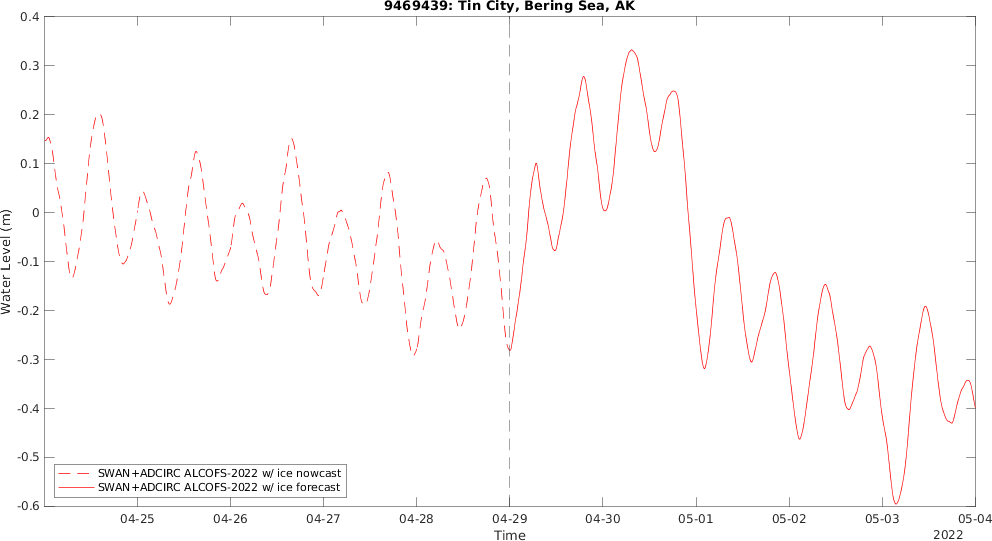 9469439: Tin City, Bering Sea, AK
0.4
0.3
0.2
0.1
0
-0.1
-0.2
-0.3
-0.4
-0.5
-0.6
Water Level (m)
SWAN+ADCIRC ALCOFS-2022 w/ ice nowcast
SWAN+ADCIRC ALCOFS-2022 w/ ice forecast
04-25 04-26 04-27 04-28 04-29 04-30 05-01 05-02 05-03 05-04
Time
2022